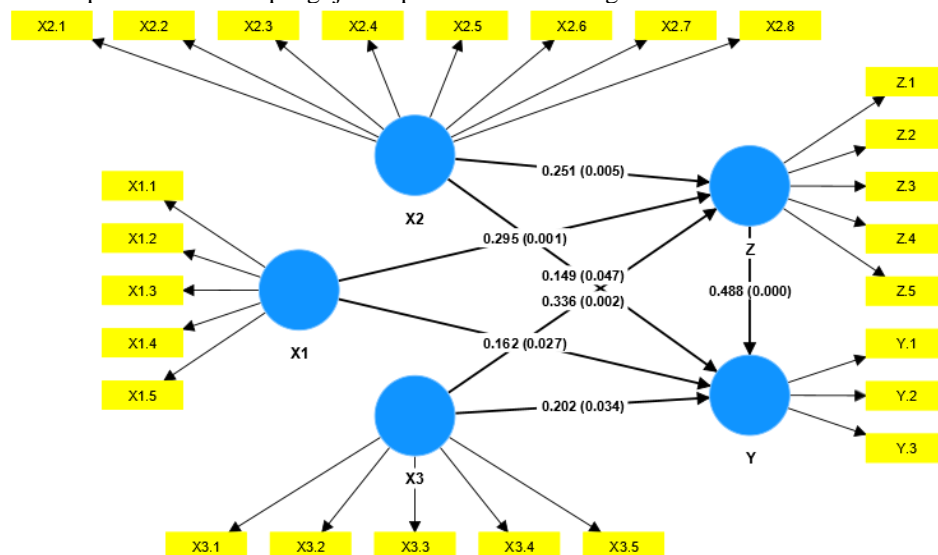 X2.1 X2.2 X2.3 X2.4 X2.5 X2.6 X2.7 X2.8
Z.1
Z.2
0.251 (0.005)
X1.1
Z.3
X2
X1.2
0.295 (0.001)
Z.4
Z
0.149 (0.047)
X1.3
0.488 (0.000)
Z.5
0.336 (0.002)
X1.4
0.162 (0.027)
Y.1
X1
X1.5
Y.2
0.202 (0.034)
Y.3
Y
X3
X3.1 X3.2 X3.3 X3.4 X3.5